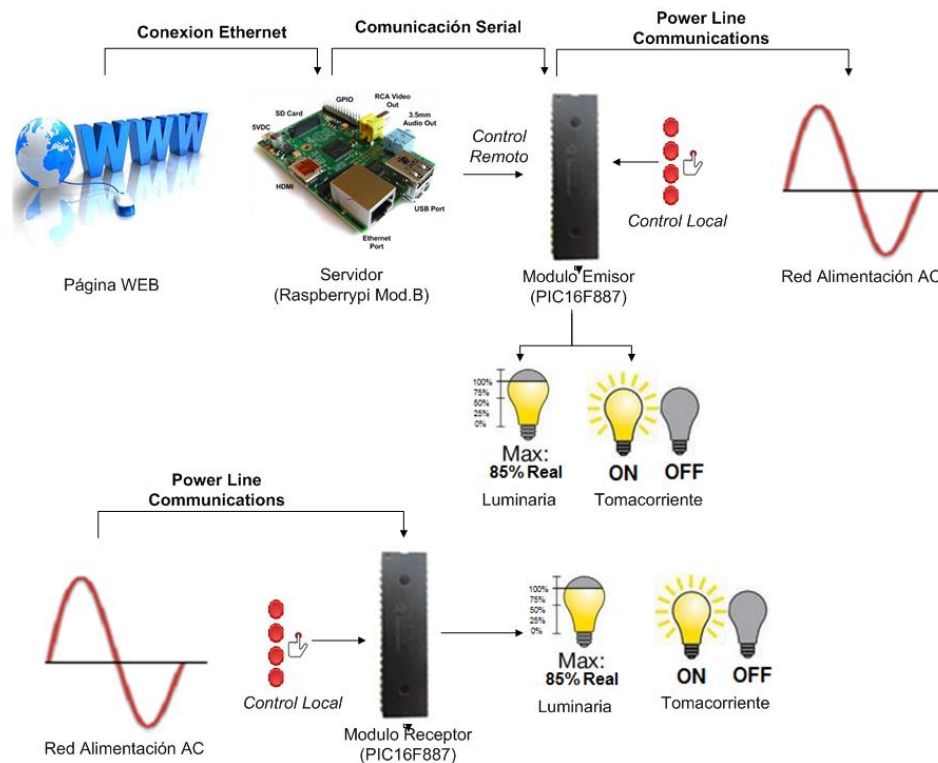 Conexion Ethernet
Comunicación Serial
Power Line
Communications
WWW
5VDC
SD Card
GPIO
RCA Video
Out
3.5mm
Audio Out
HDMI
USB Port
Ethernet
Port
Control
Remoto
Control Local
Página WEB
Servidor
(Raspberrypi Mod.B)
Modulo Emisor
(PIC16F887)
Red Alimentación AC
100%
75%
50%
25%
0%
Max:
85% Real
Luminaria
ON
OFF
Tomacorriente
Power Line
Communications
Red Alimentación AC
Control Local
Modulo Receptor
(PIC16F887)
100%
75%
50%
25%
0%
Max:
85% Real
Luminaria
ON
OFF
Tomacorriente